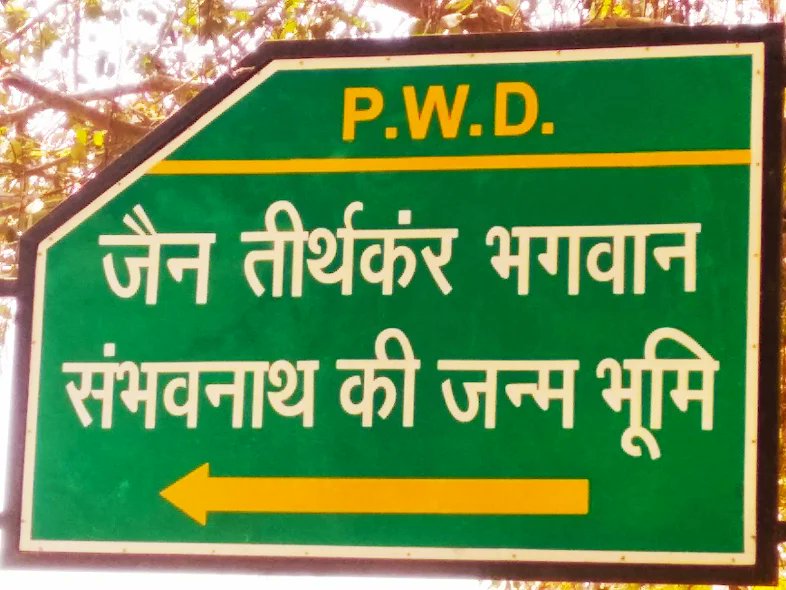 P.W.D.
जैन तीर्थकंर भगवान
संभवनाथ की जन्म भूमि